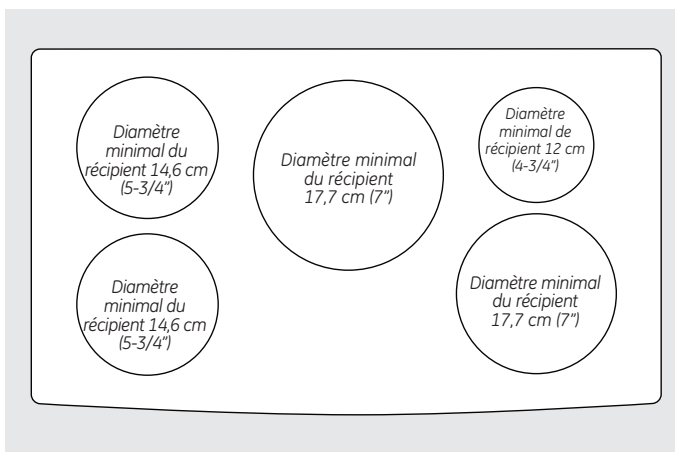 Diamètre
minimal du
récipient 14,6 cm
(5-3/4")
Diamètre minimal
du récipient
17,7 cm (7")
Diamètre
minimal de
récipient 12 cm
(4-3/4")
Diamètre
minimal du
récipient 14,6 cm
(5-3/4")
Diamètre minimal
du récipient
17,7 cm (7")